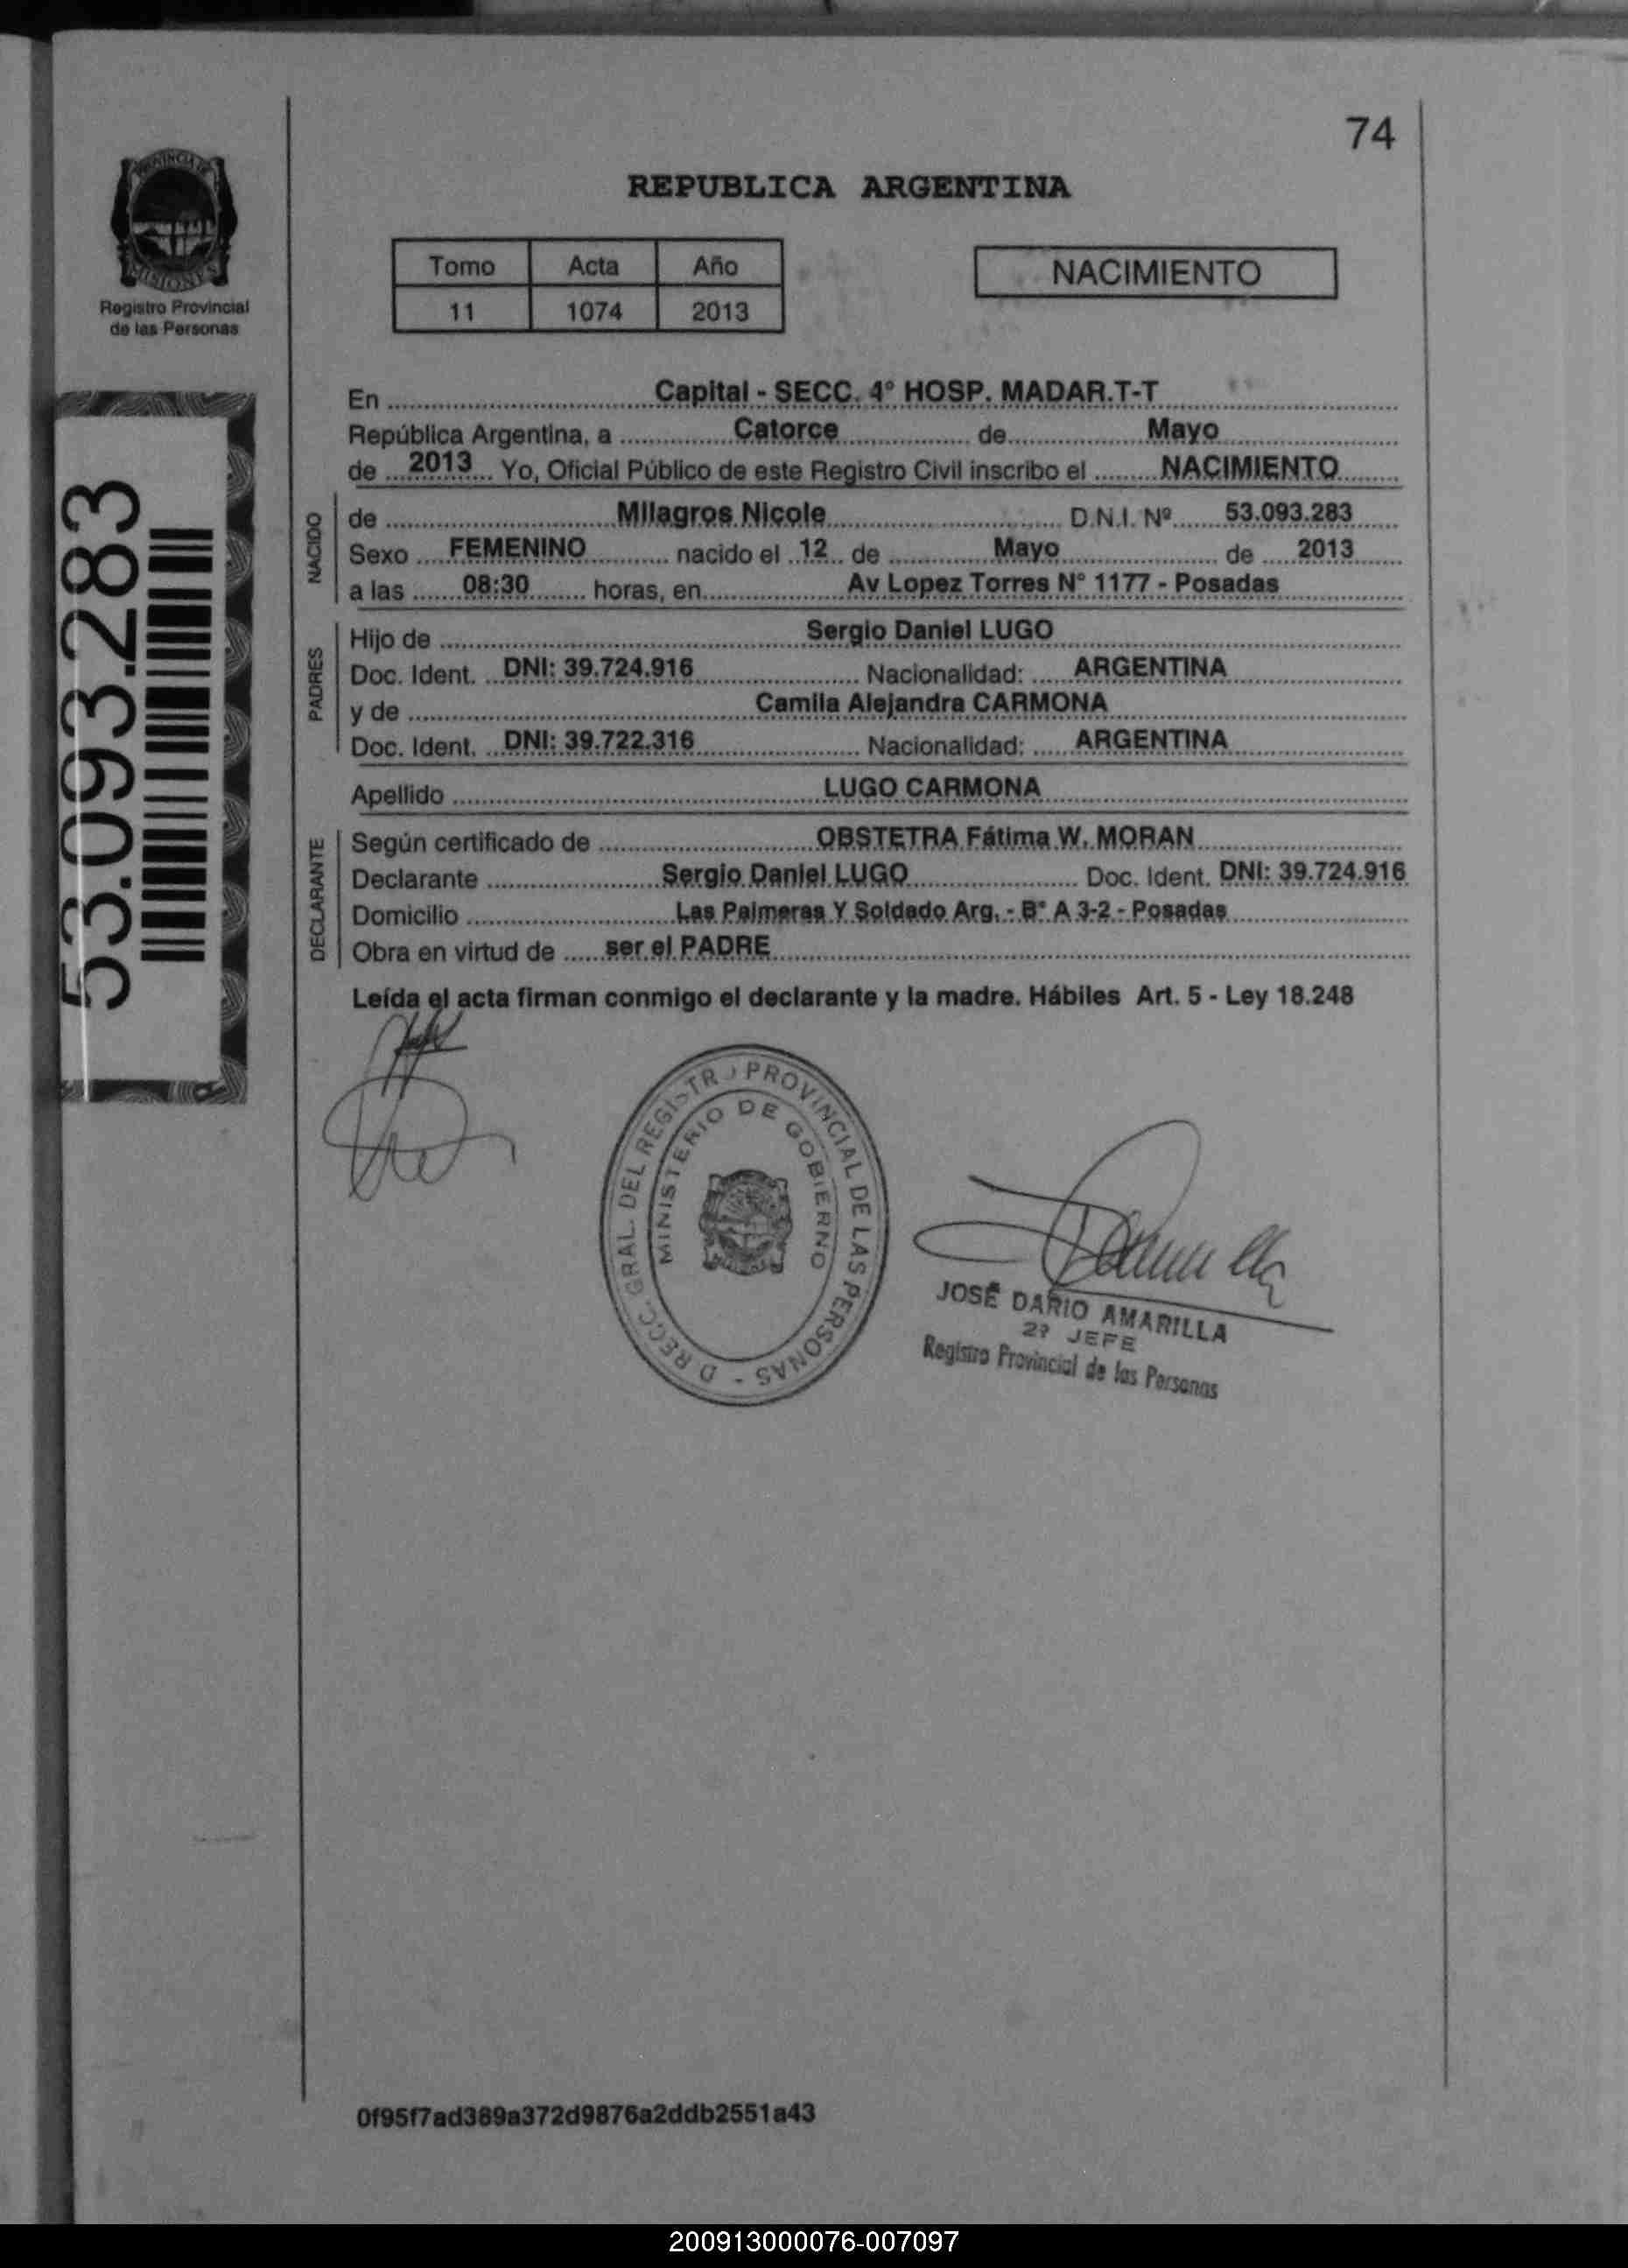 74
PROVINCIA DE
MISIONES
Registro Provincial
de las Personas
REPUBLICA ARGENTINA
Tomo Acta Año
11 1074 2013
NACIMIENTO
53.093.283
En ........ Capital - SECC. 4° HOSP. MADAR.T-T ........
República Argentina, a ........ Catorce ........ de ........ Mayo ........
de ... 2013 ... Yo, Oficial Público de este Registro Civil inscribo el ........ NACIMIENTO ........
NACIDO
de ........ Milagros Nicole ........ D.N.I. Nº ...... 53.093.283 ......
Sexo ..... FEMENINO ........ nacido el .. 12 .. de ........ Mayo ........ de ..... 2013 ......
a las ....... 08:30 ....... horas, en ........ Av Lopez Torres N° 1177 - Posadas ........
PADRES
Hijo de ........ Sergio Daniel LUGO ........
Doc. Ident. ... DNI: 39.724.916 ........ Nacionalidad: ...... ARGENTINA ........
y de ........ Camila Alejandra CARMONA ........
Doc. Ident. ... DNI: 39.722.316 ........ Nacionalidad: ...... ARGENTINA ........
Apellido ........ LUGO CARMONA ........
DECLARANTE
Según certificado de ........ OBSTETRA Fátima W. MORAN ........
Declarante ........ Sergio Daniel LUGO ........ Doc. Ident. DNI: 39.724.916
Domicilio ........ Las Palmeras Y Soldado Arg. - B° A 3-2 - Posadas ........
Obra en virtud de ...... ser el PADRE ........
Leída el acta firman conmigo el declarante y la madre. Hábiles Art. 5 - Ley 18.248
D RECC. GRAL. DEL REGISTRO PROVINCIAL DE LAS PERSONAS -
MINISTERIO DE GOBIERNO
JOSÉ DARIO AMARILLA
2º JEFE
Registro Provincial de las Personas
0f95f7ad389a372d9876a2ddb2551a43
200913000076-007097